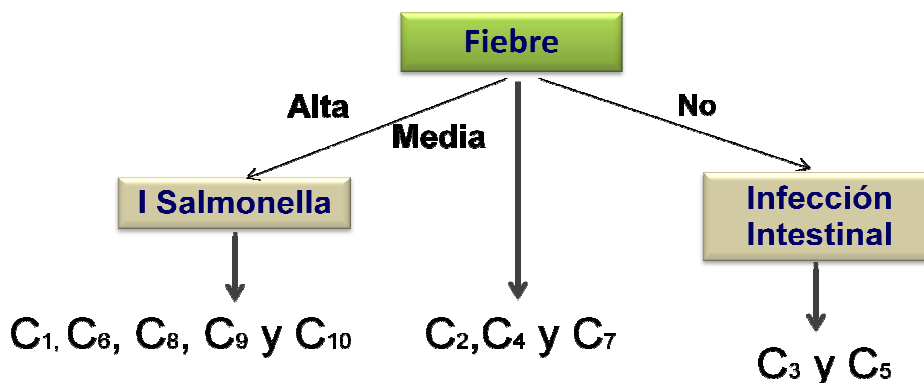 Fiebre
Alta
Media
No
I Salmonella
Infección
Intestinal
C1, C6, C8, C9 y C10
C2,C4 y C7
C3 y C5